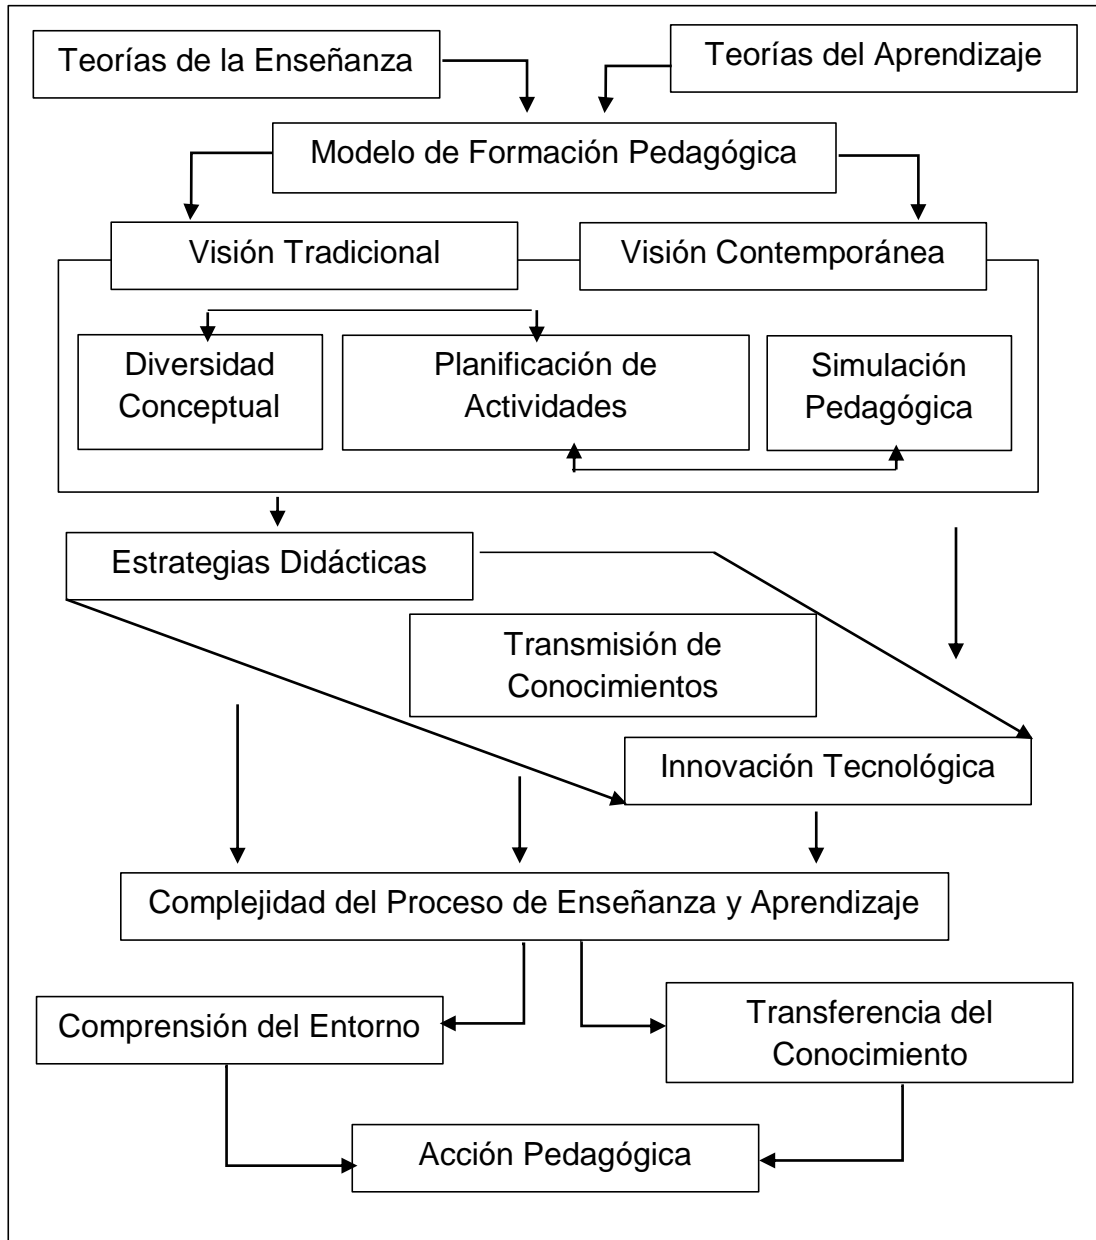 Teorías de la Enseñanza
Teorías del Aprendizaje
Modelo de Formación Pedagógica
Visión Tradicional
Visión Contemporánea
Diversidad
Conceptual
Planificación de
Actividades
Simulación
Pedagógica
Estrategias Didácticas
Transmisión de
Conocimientos
Innovación Tecnológica
Complejidad del Proceso de Enseñanza y Aprendizaje
Comprensión del Entorno
Transferencia del
Conocimiento
Acción Pedagógica